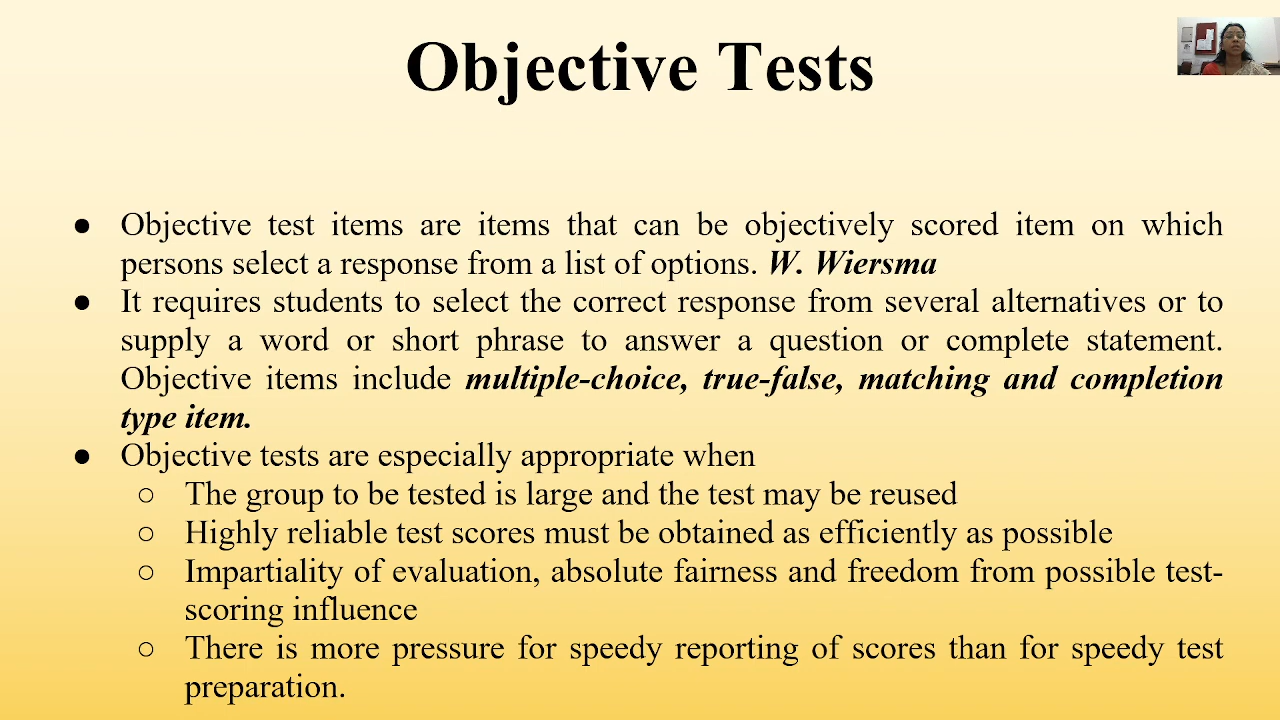 Objective Tests
● Objective test items are items that can be objectively scored item on which
persons select a response from a list of options. W. Wiersma
● It requires students to select the correct response from several alternatives or to
supply a word or short phrase to answer a question or complete statement.
Objective items include multiple-choice, true-false, matching and completion
type item.
● Objective tests are especially appropriate when
○ The group to be tested is large and the test may be reused
○ Highly reliable test scores must be obtained as efficiently as possible
○ Impartiality of evaluation, absolute fairness and freedom from possible test-
scoring influence
○ There is more pressure for speedy reporting of scores than for speedy test
preparation.